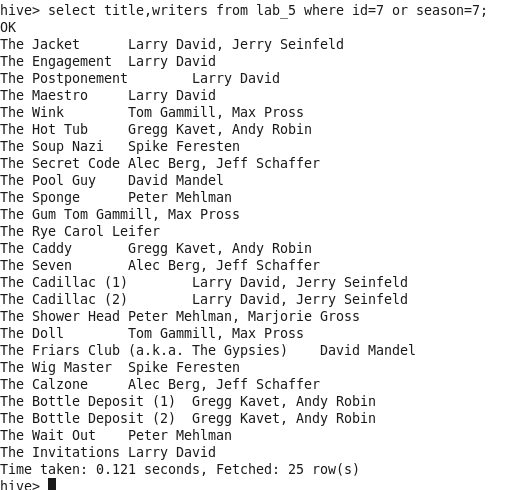 hive> select title,writers from lab_5 where id=7 or season=7;
OK
The Jacket	Larry David, Jerry Seinfeld
The Engagement	Larry David
The Postponement	Larry David
The Maestro	Larry David
The Wink	Tom Gammill, Max Pross
The Hot Tub	Gregg Kavet, Andy Robin
The Soup Nazi	Spike Feresten
The Secret Code	Alec Berg, Jeff Schaffer
The Pool Guy	David Mandel
The Sponge	Peter Mehlman
The Gum	Tom Gammill, Max Pross
The Rye	Carol Leifer
The Caddy	Gregg Kavet, Andy Robin
The Seven	Alec Berg, Jeff Schaffer
The Cadillac (1)	Larry David, Jerry Seinfeld
The Cadillac (2)	Larry David, Jerry Seinfeld
The Shower Head	Peter Mehlman, Marjorie Gross
The Doll	Tom Gammill, Max Pross
The Friars Club (a.k.a. The Gypsies)	David Mandel
The Wig Master	Spike Feresten
The Calzone	Alec Berg, Jeff Schaffer
The Bottle Deposit (1)	Gregg Kavet, Andy Robin
The Bottle Deposit (2)	Gregg Kavet, Andy Robin
The Wait Out	Peter Mehlman
The Invitations	Larry David
Time taken: 0.121 seconds, Fetched: 25 row(s)
hive>